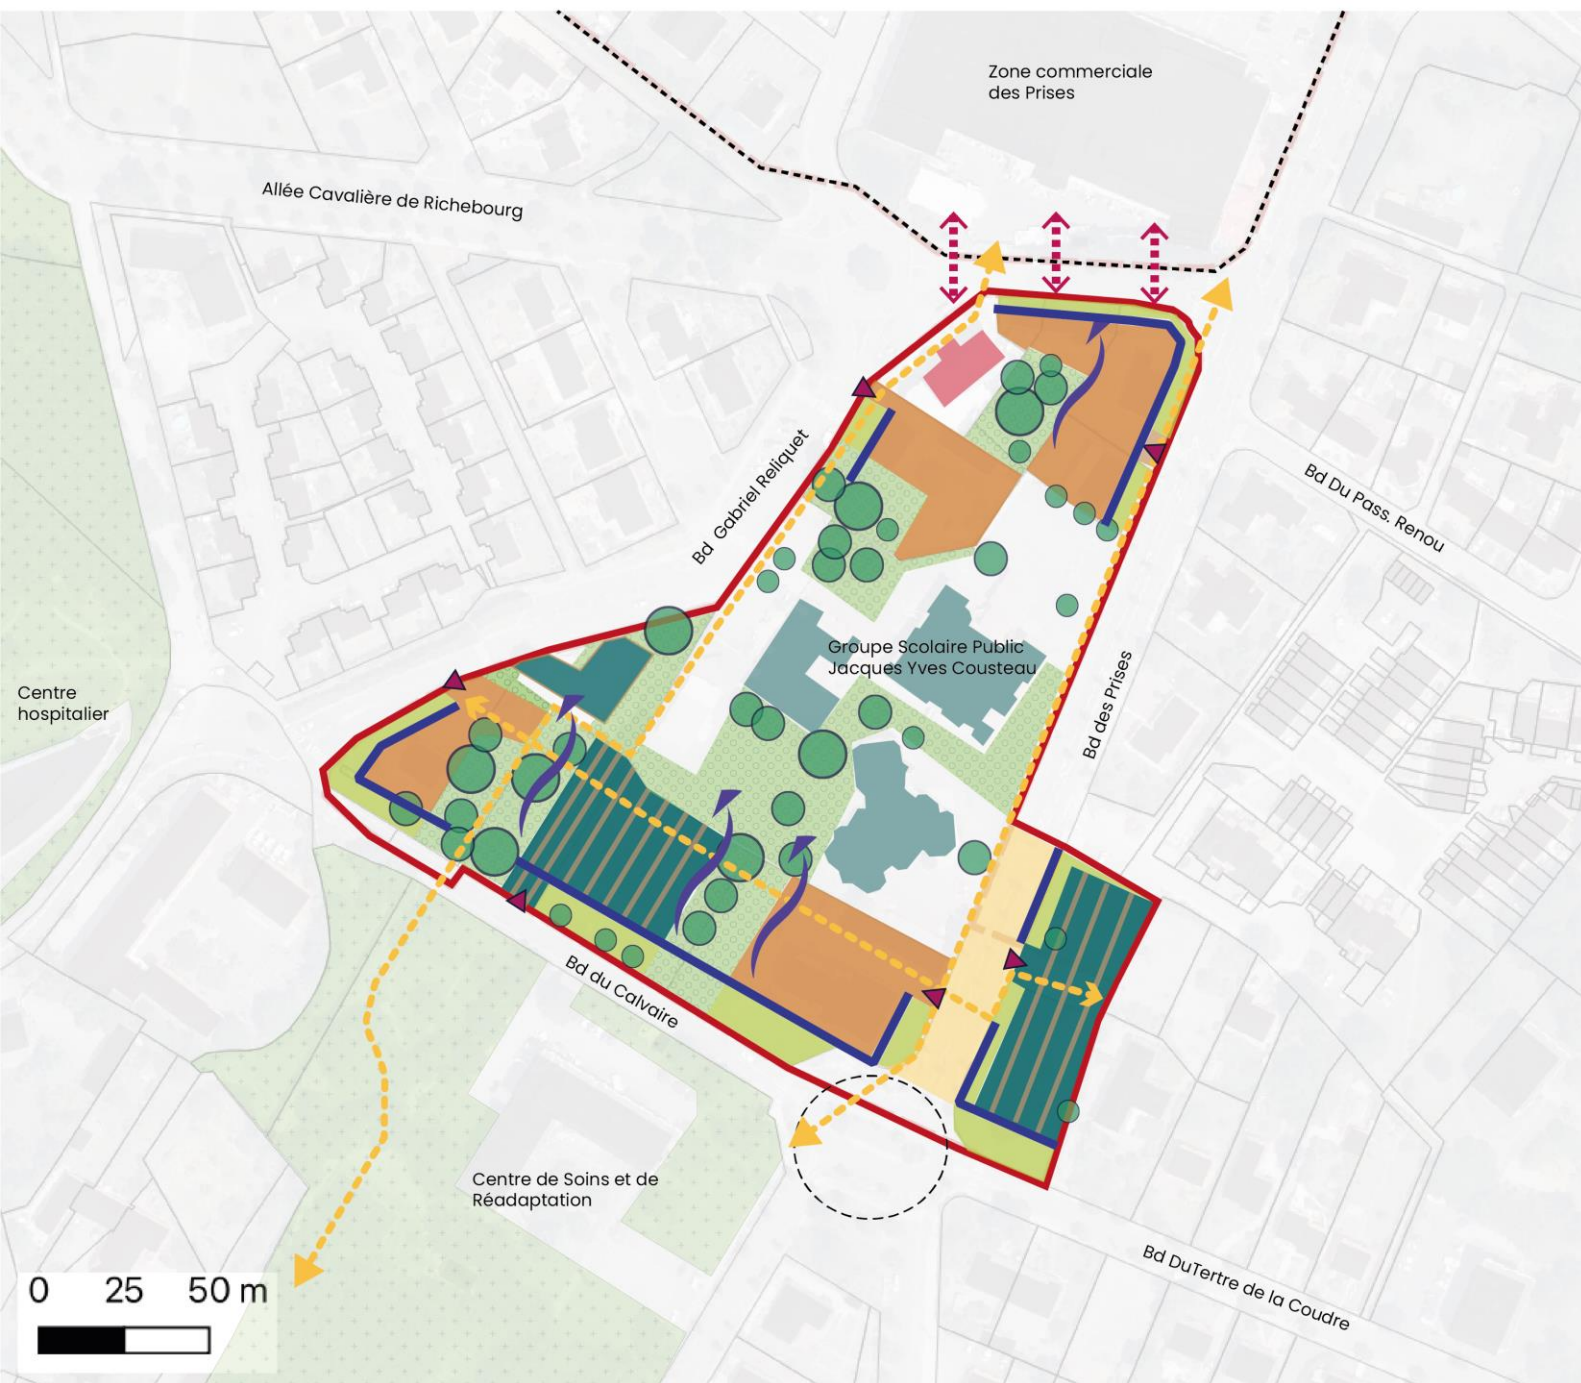 Zone commerciale
des Prises
Allée Cavalière de Richebourg
Bd Gabriel Reliquet
Bd Du Pass. Renou
Groupe Scolaire Public
Jacques Yves Cousteau
Centre
hospitalier
Bd des Prises
Bd du Calvaire
Centre de Soins et de
Réadaptation
Bd DuTertre de la Coudre
0 25 50 m